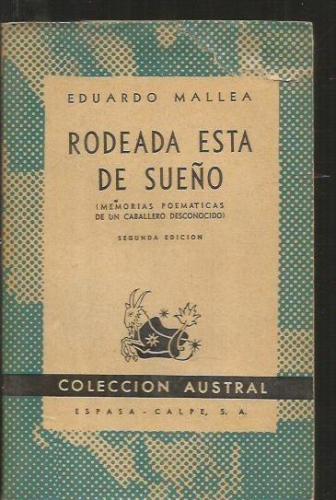 EDUARDO MALLEA
RODEADA ESTA
DE SUEÑO
(MEMORIAS POEMATICAS
DE UN CABALLERO DESCONOCIDO)
SEGUNDA EDICION
COLECCION AUSTRAL
ESPASA - CALPE, S. A.